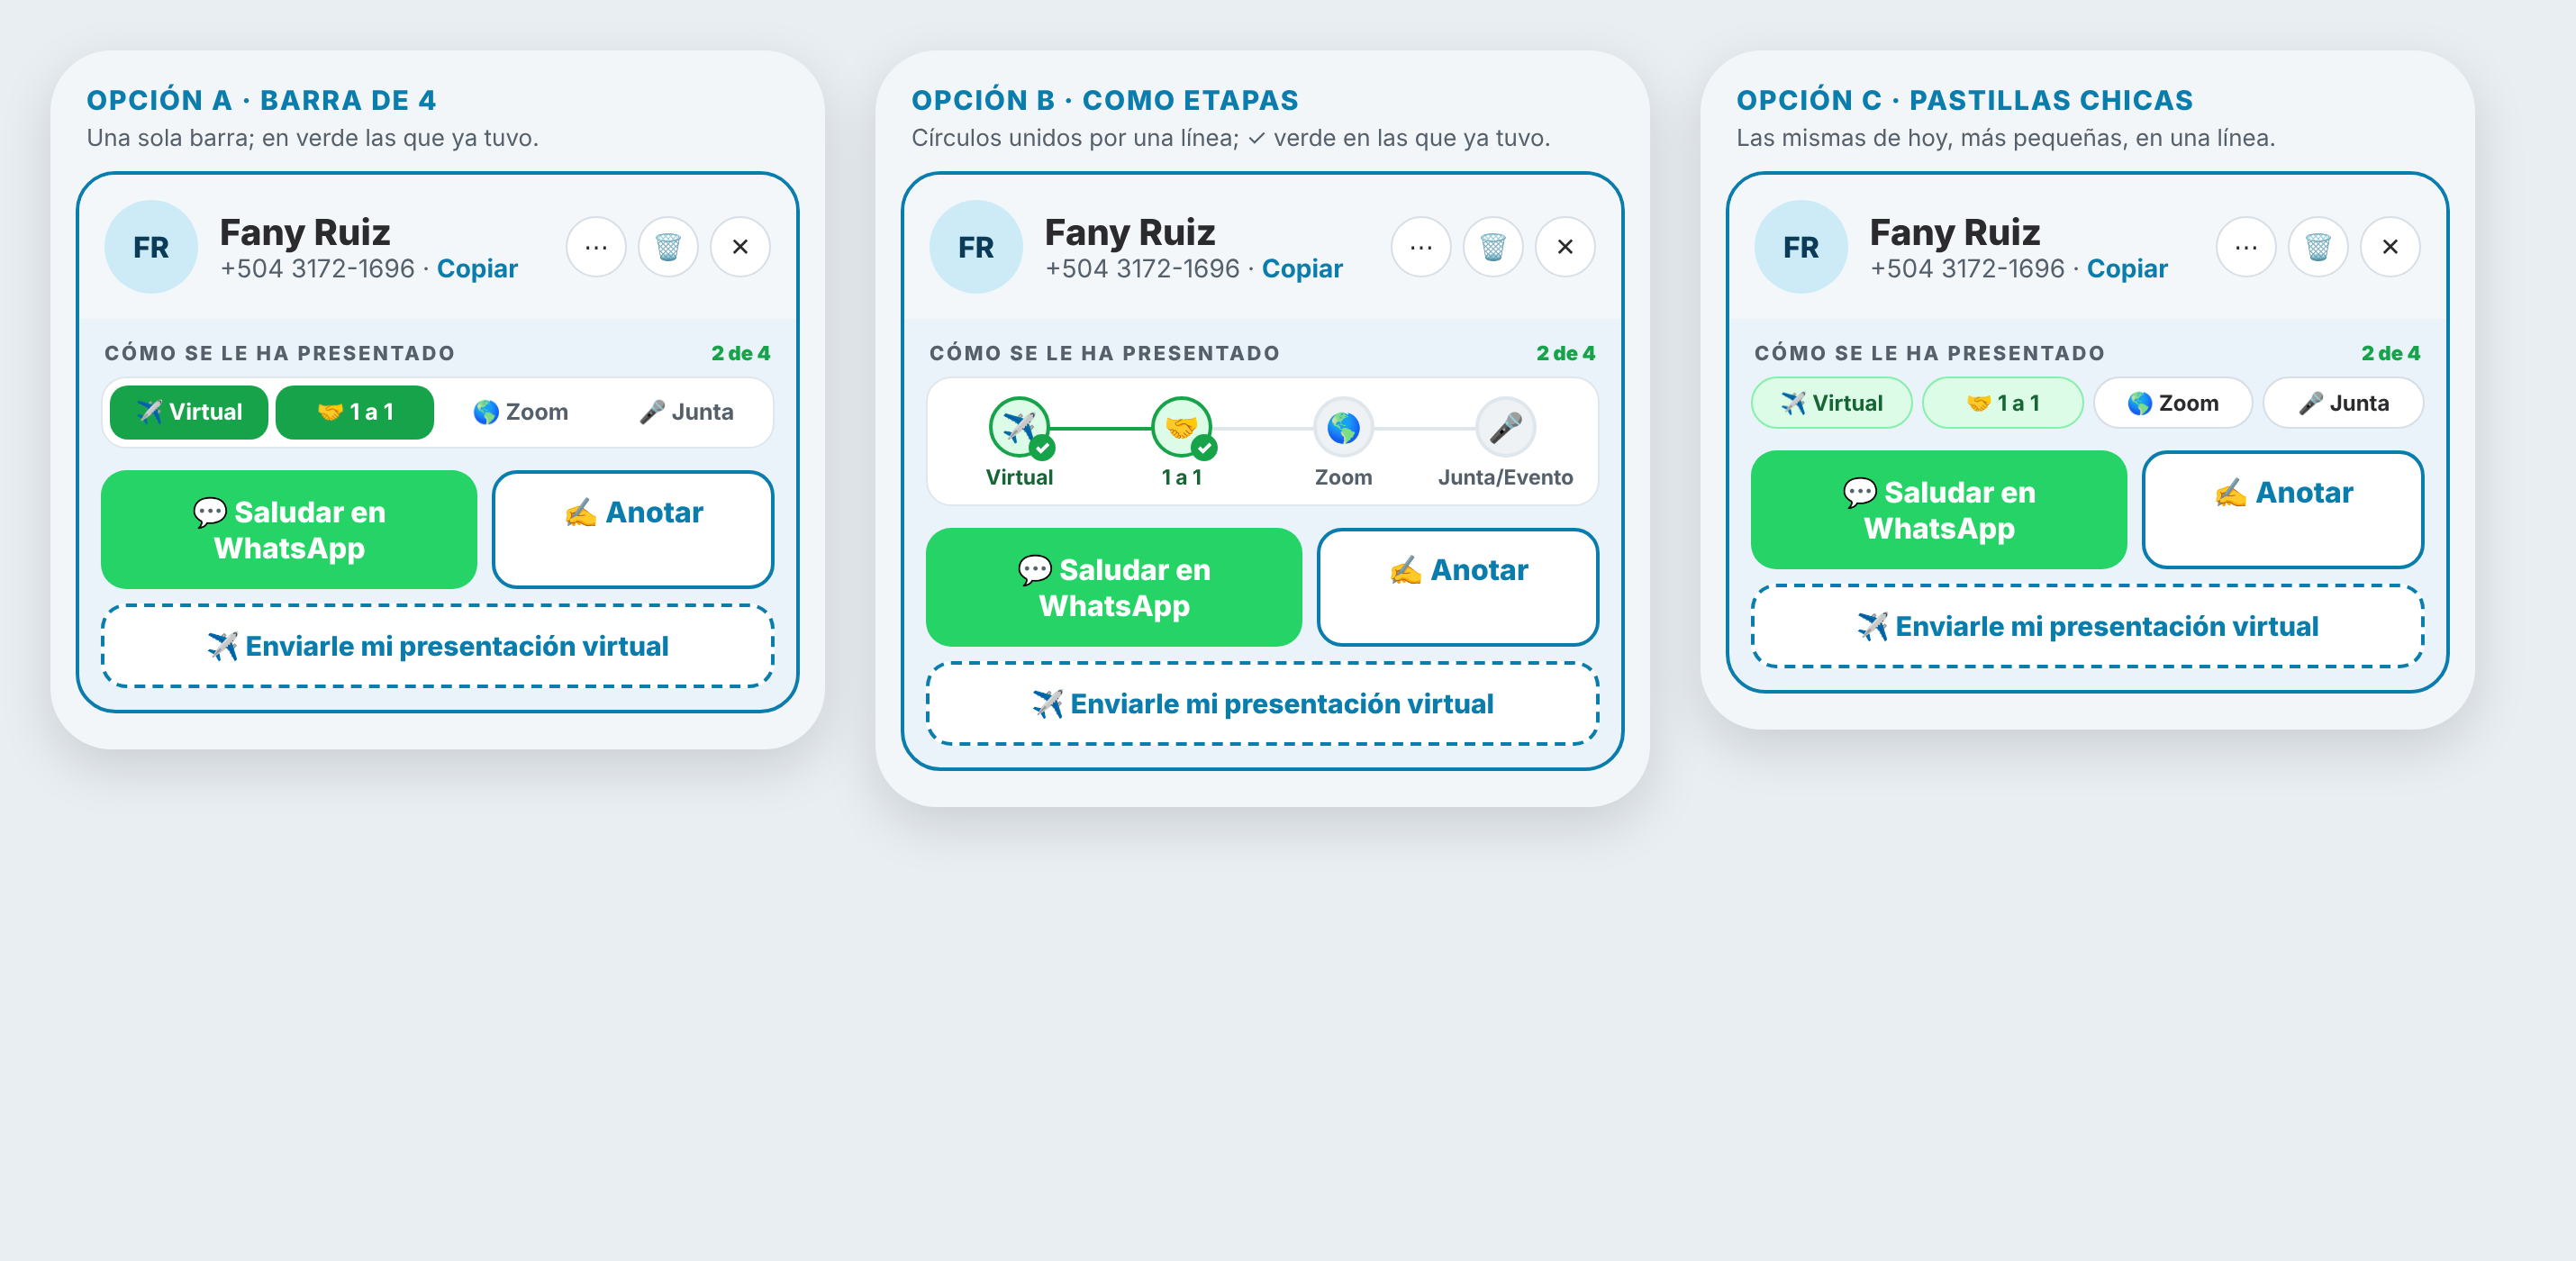 OPCIÓN A · BARRA DE 4
Una sola barra; en verde las que ya tuvo.
FR
Fany Ruiz
+504 3172-1696 · Copiar
CÓMO SE LE HA PRESENTADO
2 de 4
Virtual
1 a 1
Zoom
Junta
Saludar en
WhatsApp
Anotar
Enviarle mi presentación virtual
OPCIÓN B · COMO ETAPAS
Círculos unidos por una línea; ✓ verde en las que ya tuvo.
FR
Fany Ruiz
+504 3172-1696 · Copiar
CÓMO SE LE HA PRESENTADO
2 de 4
Virtual
1 a 1
Zoom
Junta/Evento
Saludar en
WhatsApp
Anotar
Enviarle mi presentación virtual
OPCIÓN C · PASTILLAS CHICAS
Las mismas de hoy, más pequeñas, en una línea.
FR
Fany Ruiz
+504 3172-1696 · Copiar
CÓMO SE LE HA PRESENTADO
2 de 4
Virtual
1 a 1
Zoom
Junta
Saludar en
WhatsApp
Anotar
Enviarle mi presentación virtual